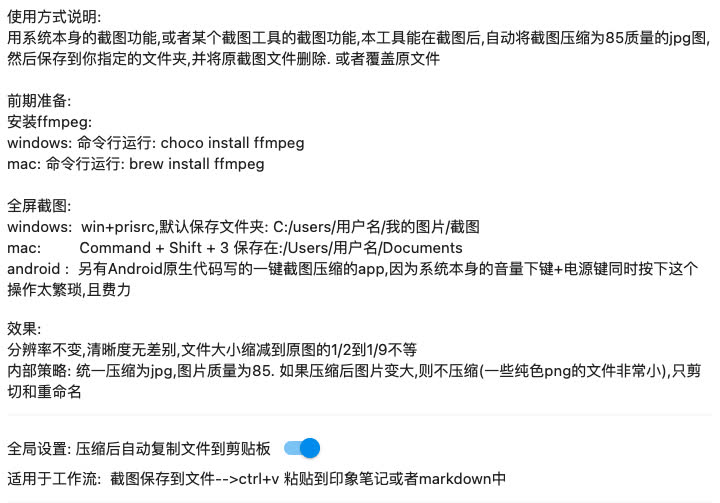 使用方式说明:
用系统本身的截图功能,或者某个截图工具的截图功能,本工具能在截图后,自动将截图压缩为85质量的jpg图,
然后保存到你指定的文件夹,并将原截图文件删除. 或者覆盖原文件
前期准备:
安装ffmpeg:
windows: 命令行运行: choco install ffmpeg
mac: 命令行运行: brew install ffmpeg
全屏截图:
windows:  win+prisrc,默认保存文件夹: C:/users/用户名/我的图片/截图
mac:         Command + Shift + 3 保存在:/Users/用户名/Documents
android :  另有Android原生代码写的一键截图压缩的app,因为系统本身的音量下键+电源键同时按下这个
操作太繁琐,且费力
效果:
分辨率不变,清晰度无差别,文件大小缩减到原图的1/2到1/9不等
内部策略: 统一压缩为jpg,图片质量为85. 如果压缩后图片变大,则不压缩(一些纯色png的文件非常小),只剪
切和重命名
全局设置: 压缩后自动复制文件到剪贴板
适用于工作流:  截图保存到文件-->ctrl+v 粘贴到印象笔记或者markdown中